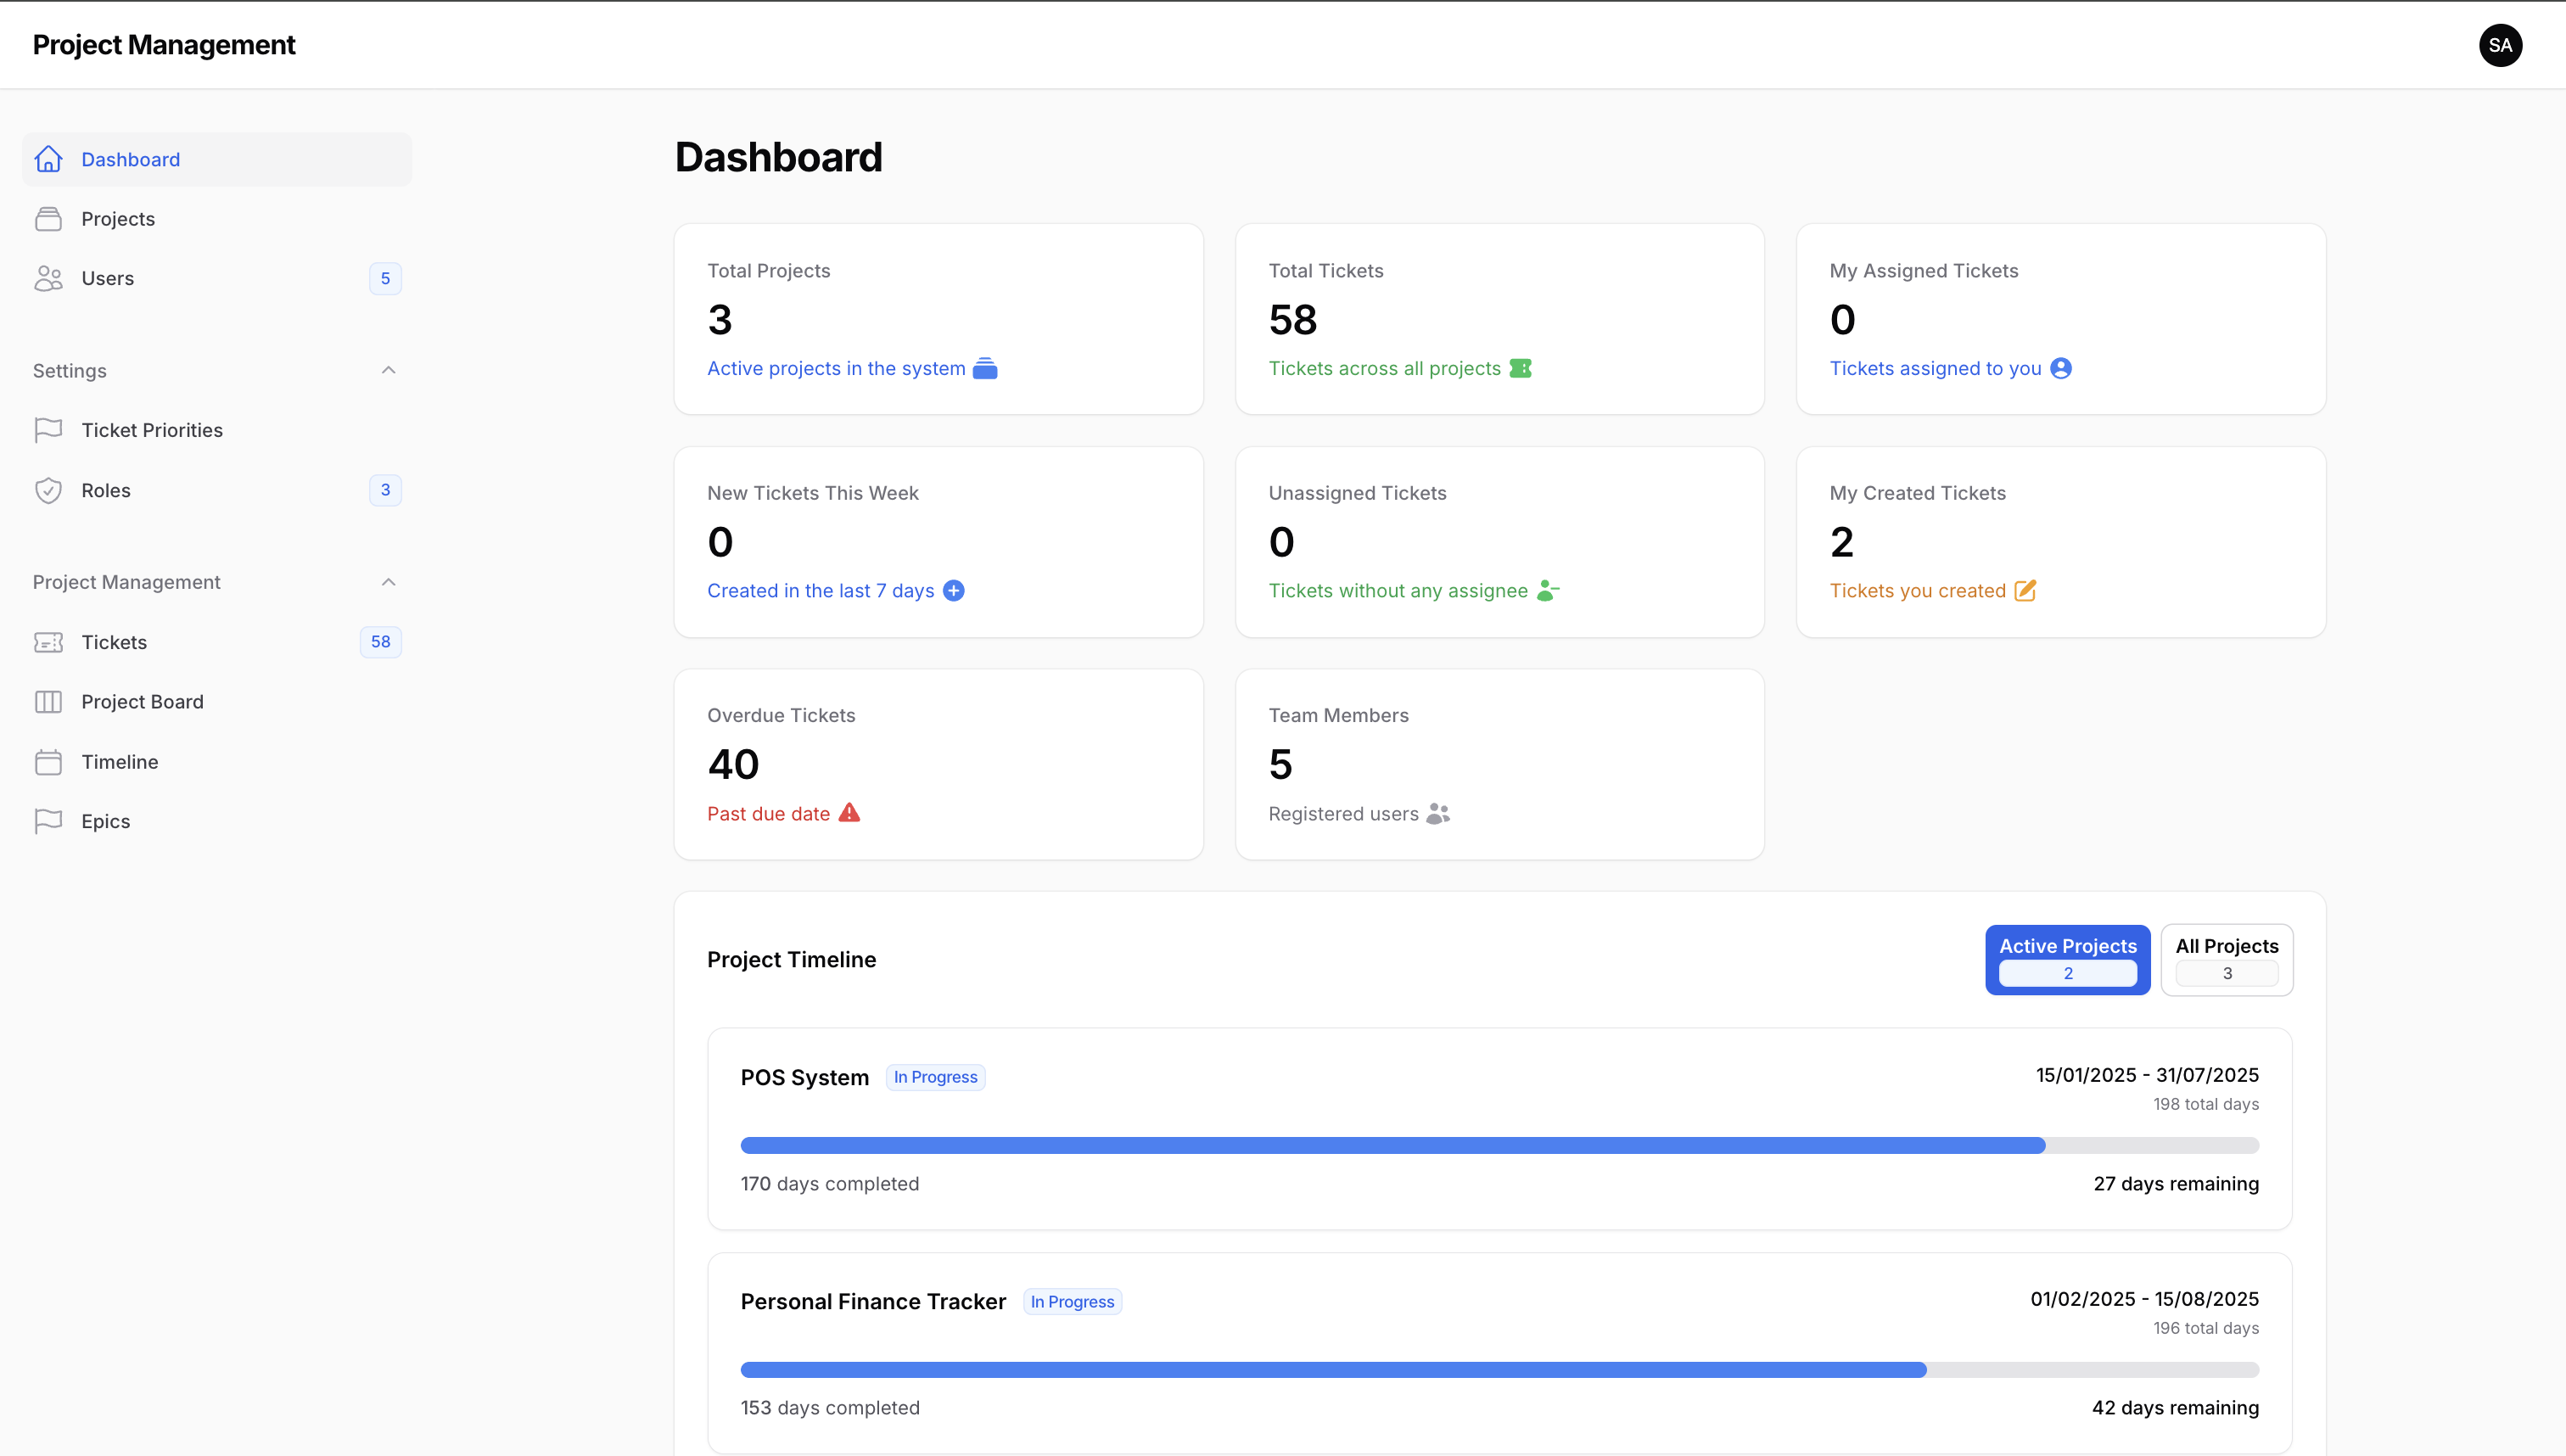 Project Management
SA
Dashboard
Projects
Users 5
Settings
Ticket Priorities
Roles 3
Project Management
Tickets 58
Project Board
Timeline
Epics
Dashboard
Total Projects
3
Active projects in the system
Total Tickets
58
Tickets across all projects
My Assigned Tickets
0
Tickets assigned to you
New Tickets This Week
0
Created in the last 7 days
Unassigned Tickets
0
Tickets without any assignee
My Created Tickets
2
Tickets you created
Overdue Tickets
40
Past due date
Team Members
5
Registered users
Project Timeline
Active Projects
2
All Projects
3
POS System In Progress
15/01/2025 - 31/07/2025
198 total days
170 days completed
27 days remaining
Personal Finance Tracker In Progress
01/02/2025 - 15/08/2025
196 total days
153 days completed
42 days remaining